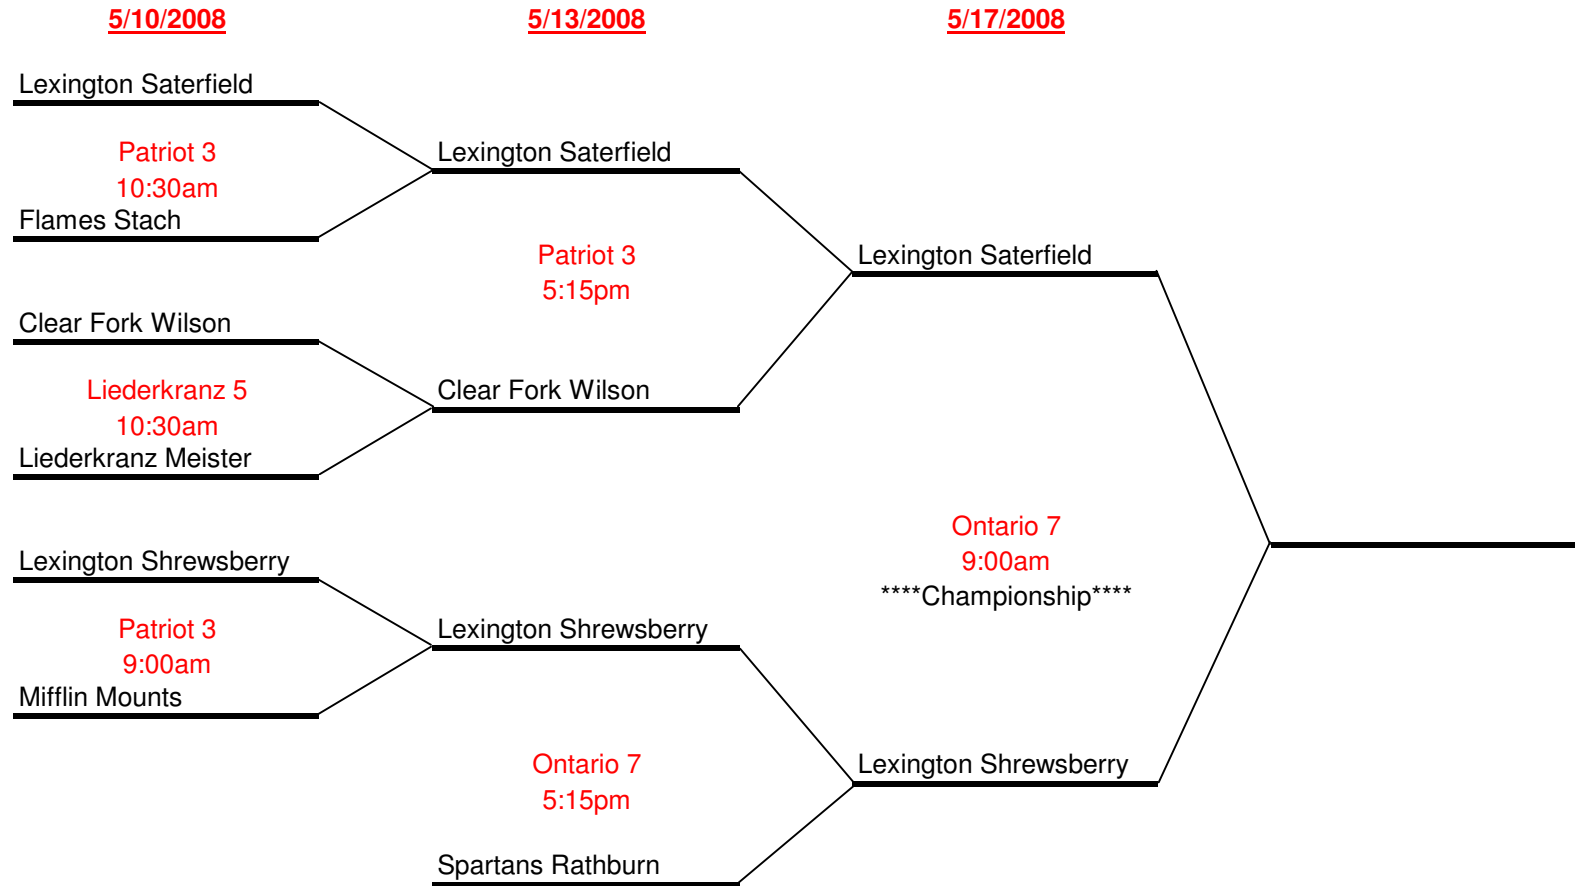 5/10/2008 5/13/2008 5/17/2008
Lexington Saterfield
Patriot 3
10:30am
Flames Stach
Clear Fork Wilson
Liederkranz 5
10:30am
Liederkranz Meister
Lexington Shrewsberry
Patriot 3
9:00am
Mifflin Mounts
Lexington Saterfield
Patriot 3
5:15pm
Clear Fork Wilson
Lexington Shrewsberry
Ontario 7
5:15pm
Spartans Rathburn
Lexington Saterfield
Ontario 7
9:00am
****Championship****
Lexington Shrewsberry